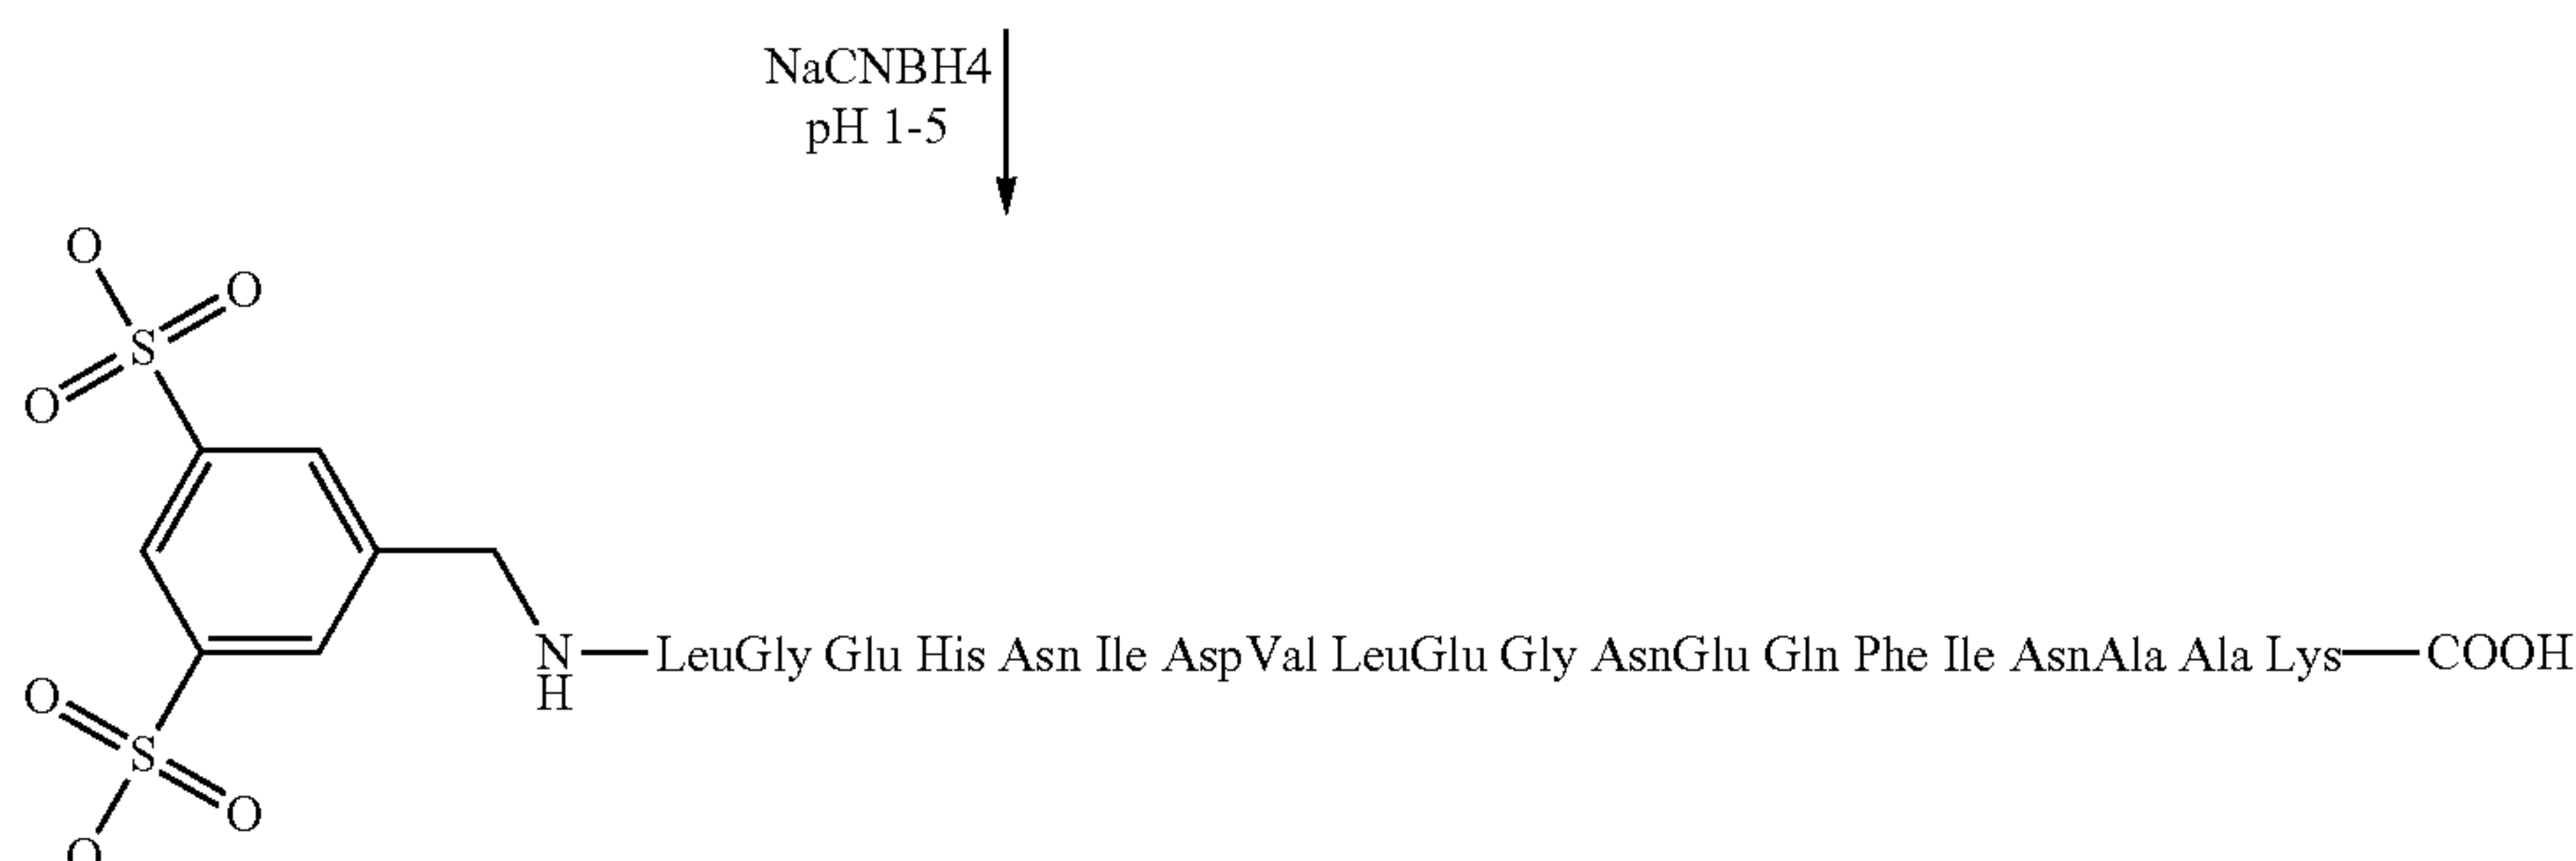 NaCNBH4
pH 1-5
O
O
S
O
N
H
LeuGly Glu His Asn Ile AspVal LeuGlu Gly AsnGlu Gln Phe Ile AsnAla Ala Lys COOH
O
S
O
O